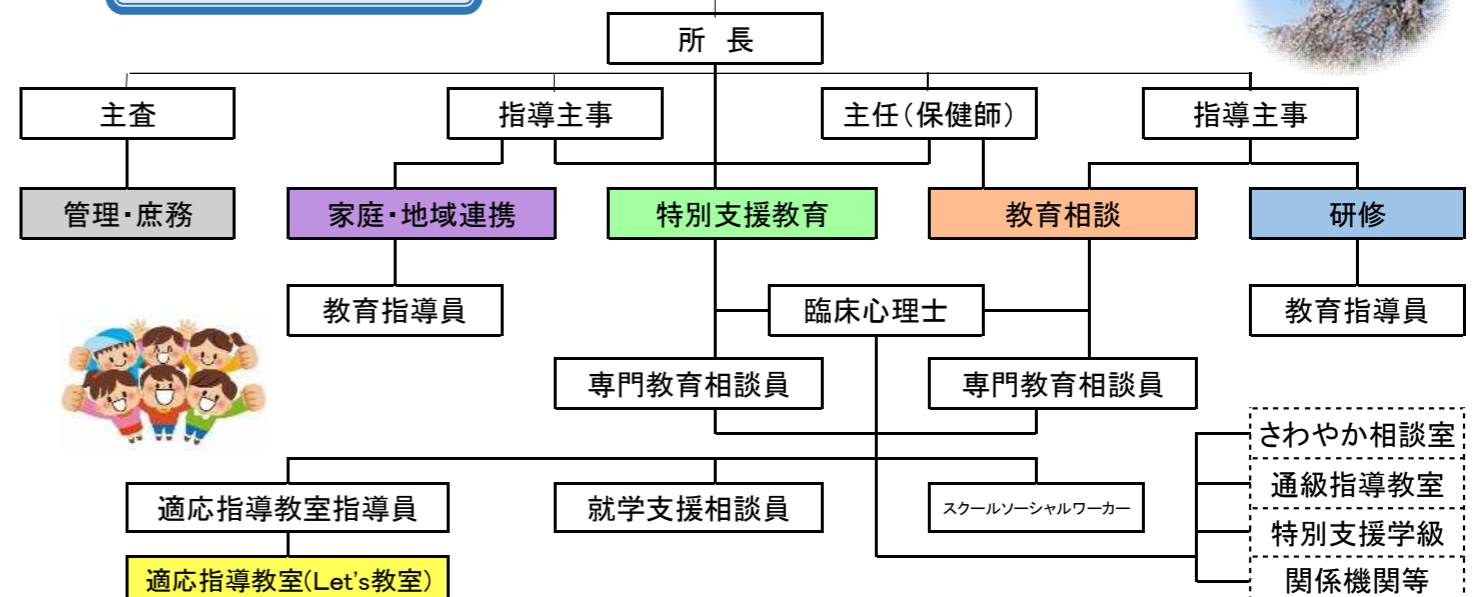 所 長
主査
指導主事
主任(保健師)
指導主事
管理・庶務
家庭・地域連携
特別支援教育
教育相談
研修
教育指導員
臨床心理士
教育指導員
専門教育相談員
専門教育相談員
さわやか相談室
適応指導教室指導員
就学支援相談員
スクールソーシャルワーカー
通級指導教室
特別支援学級
適応指導教室(Let's教室)
関係機関等